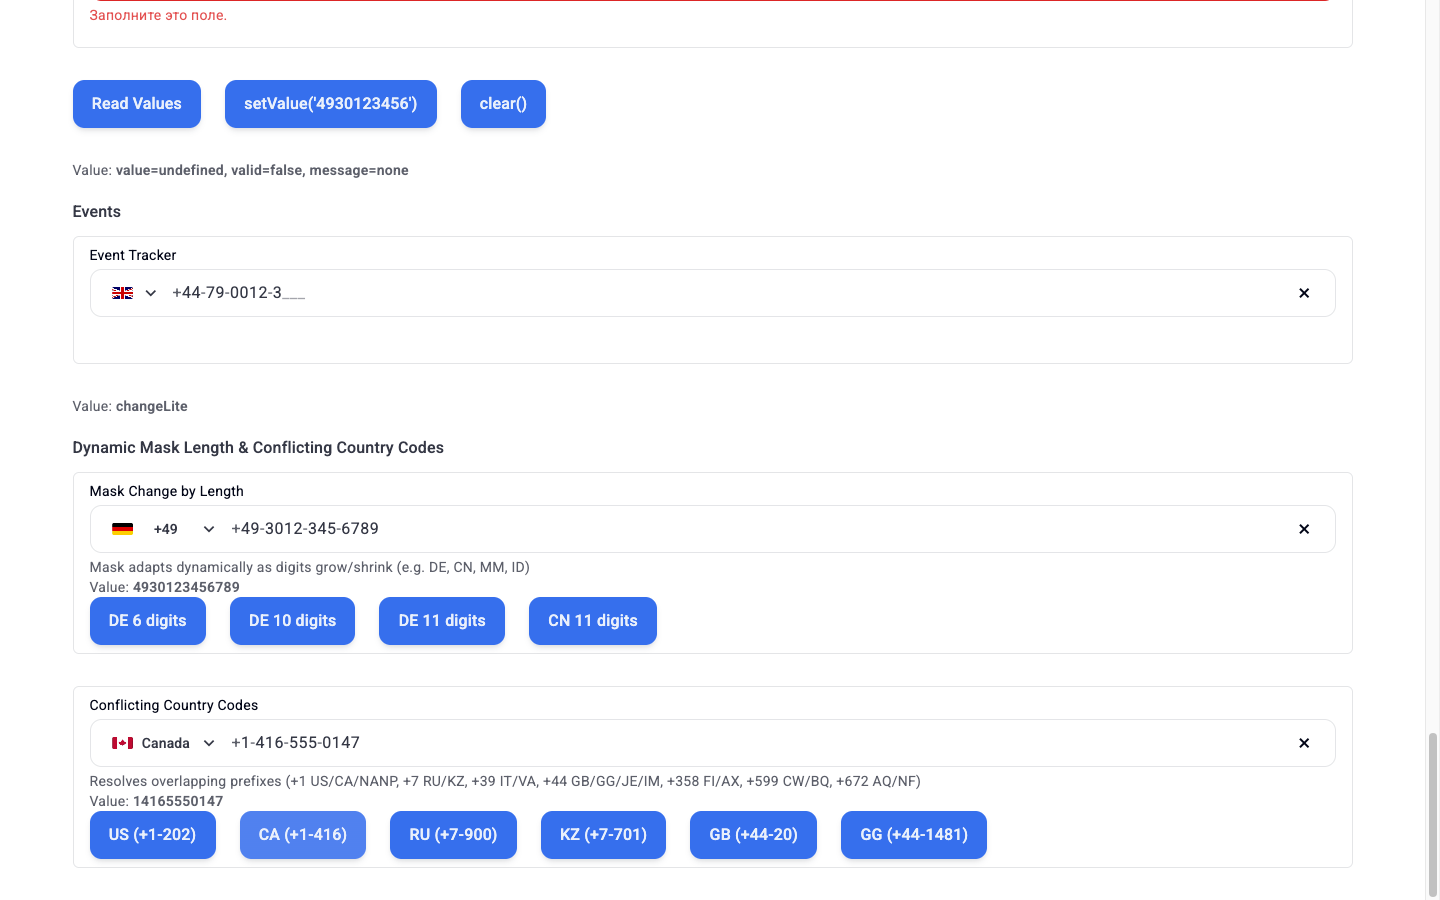 Заполните это поле.
Read Values setValue('4930123456') clear()
Value: value=undefined, valid=false, message=none
Events
Event Tracker
+44-79-0012-3___
Value: changeLite
Dynamic Mask Length & Conflicting Country Codes
Mask Change by Length
+49 +49-3012-345-6789
Mask adapts dynamically as digits grow/shrink (e.g. DE, CN, MM, ID)
Value: 4930123456789
DE 6 digits DE 10 digits DE 11 digits CN 11 digits
Conflicting Country Codes
Canada +1-416-555-0147
Resolves overlapping prefixes (+1 US/CA/NANP, +7 RU/KZ, +39 IT/VA, +44 GB/GG/JE/IM, +358 FI/AX, +599 CW/BQ, +672 AQ/NF)
Value: 14165550147
US (+1-202) CA (+1-416) RU (+7-900) KZ (+7-701) GB (+44-20) GG (+44-1481)